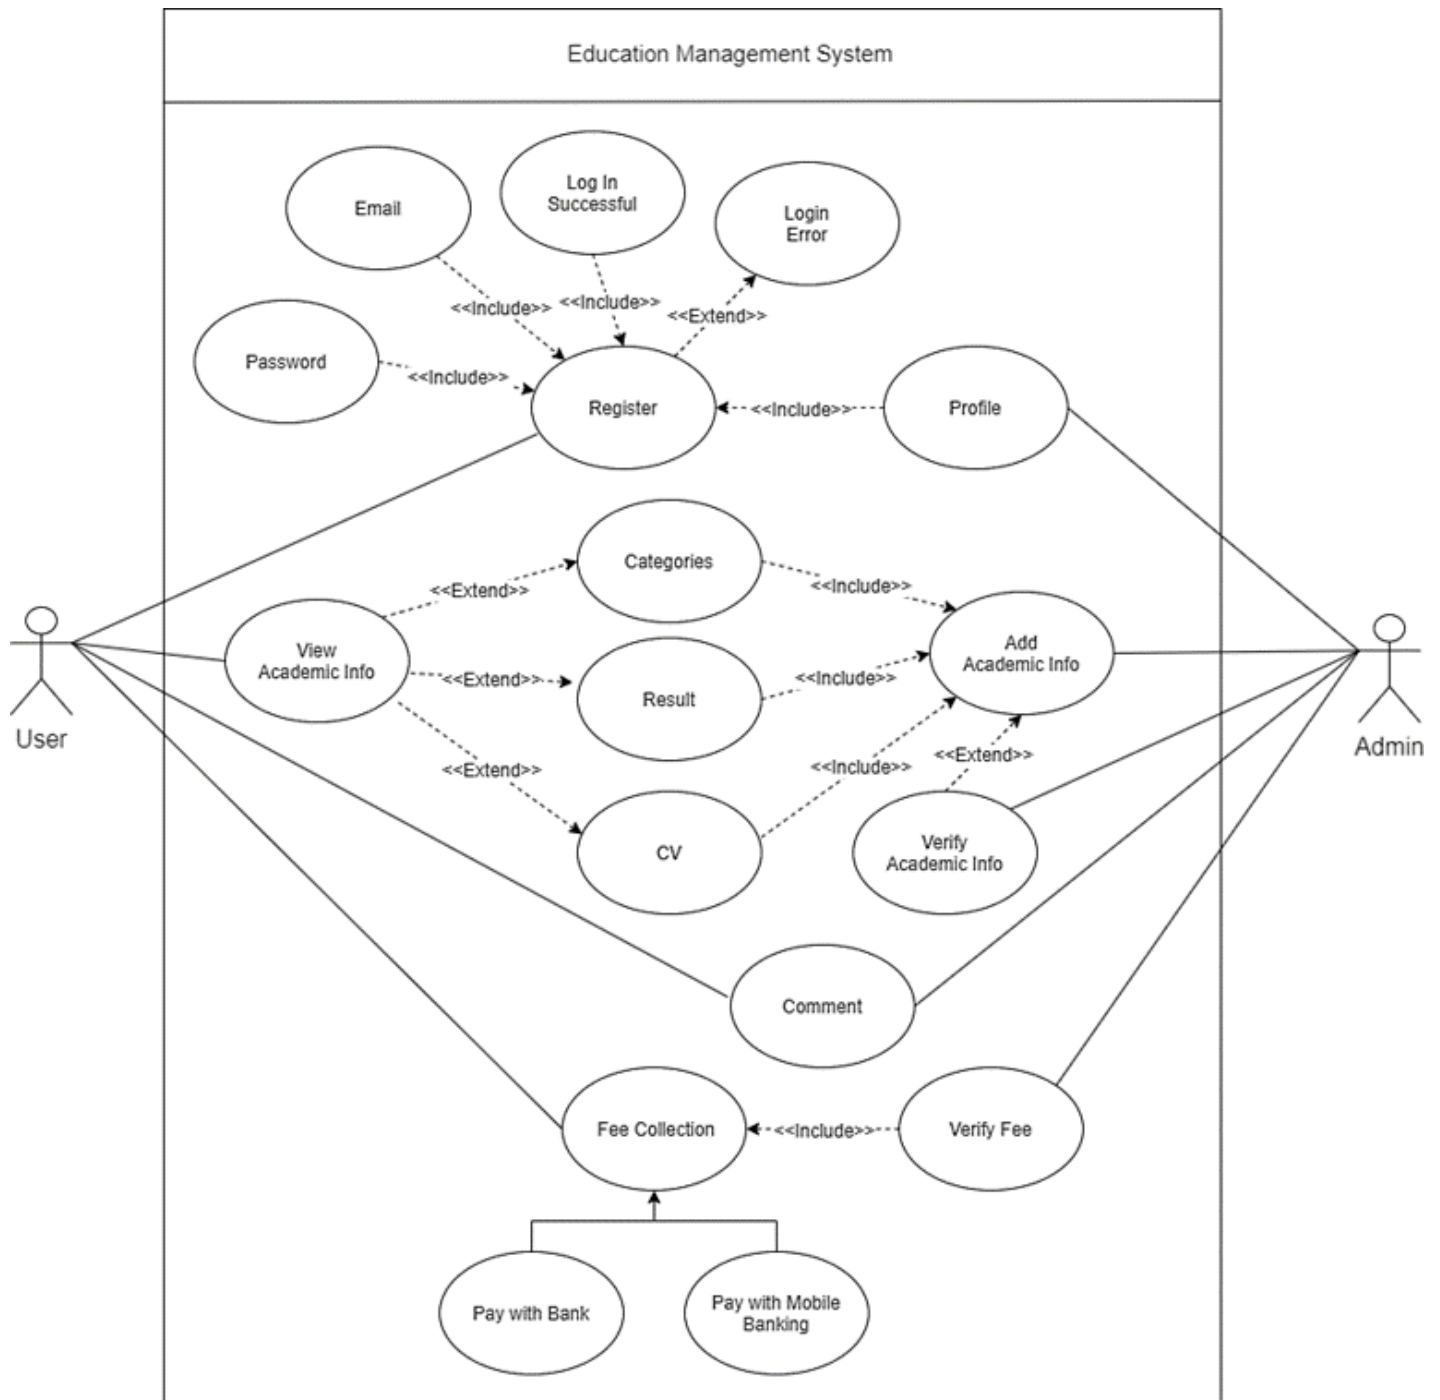 Education Management System
Log In
Successful
Email
Login
Error
<<Include>>
<<Include>>
<<Extend>>
Password
<<Include>>
Register
<<Include>>
Profile
Categories
<<Extend>>
<<Include>>
View
Academic Info
Add
Academic Info
<<Extend>>
Result
<<Include>>
User
Admin
<<Extend>>
<<Include>>
<<Extend>>
CV
Verify
Academic Info
Comment
Fee Collection
<<Include>>
Verify Fee
Pay with Bank
Pay with Mobile
Banking